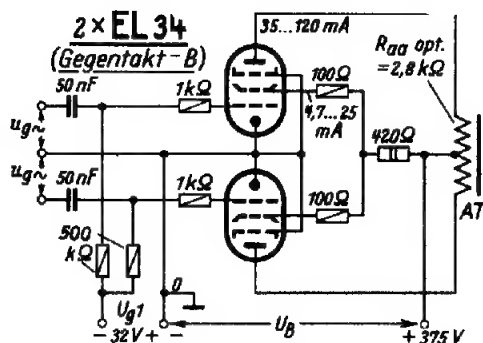 2 × EL 34
(Gegentakt-B)
35...120 mA
Raa opt.
= 2,8 kΩ
50 nF
1 kΩ
100 Ω
4,7...25
mA
ug~
420 Ω
ug~
50 nF
1 kΩ
100 Ω
AT
500
kΩ
Ug1
0
- 32 V +
-
UB
+ 375 V